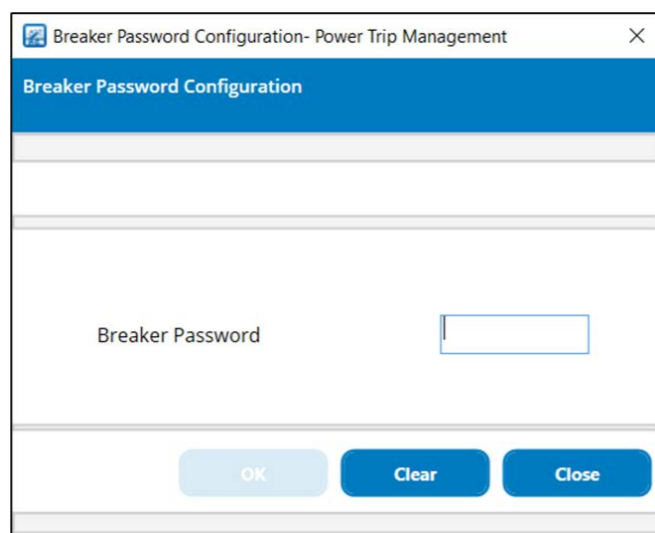 Breaker Password Configuration- Power Trip Management
Breaker Password Configuration
Breaker Password
OK Clear Close